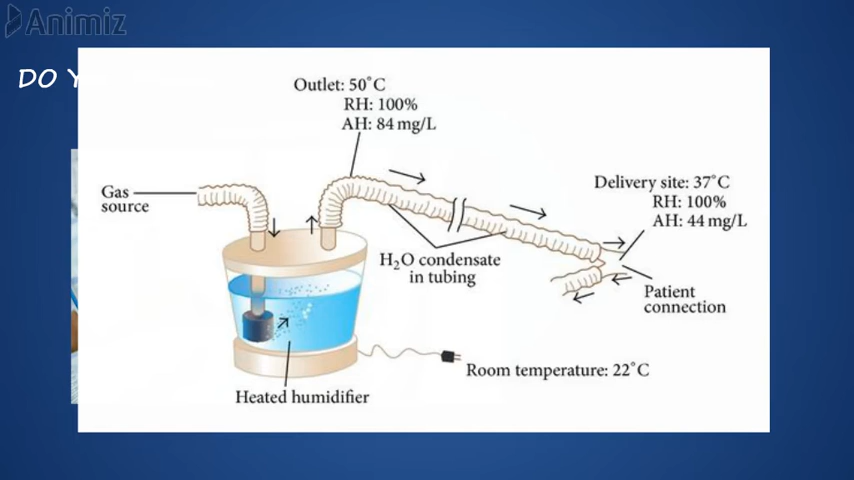 Animiz
DO Y
Outlet: 50°C
RH: 100%
AH: 84 mg/L
Gas
source
Delivery site: 37°C
RH: 100%
AH: 44 mg/L
H₂O condensate
in tubing
Patient
connection
Room temperature: 22°C
Heated humidifier